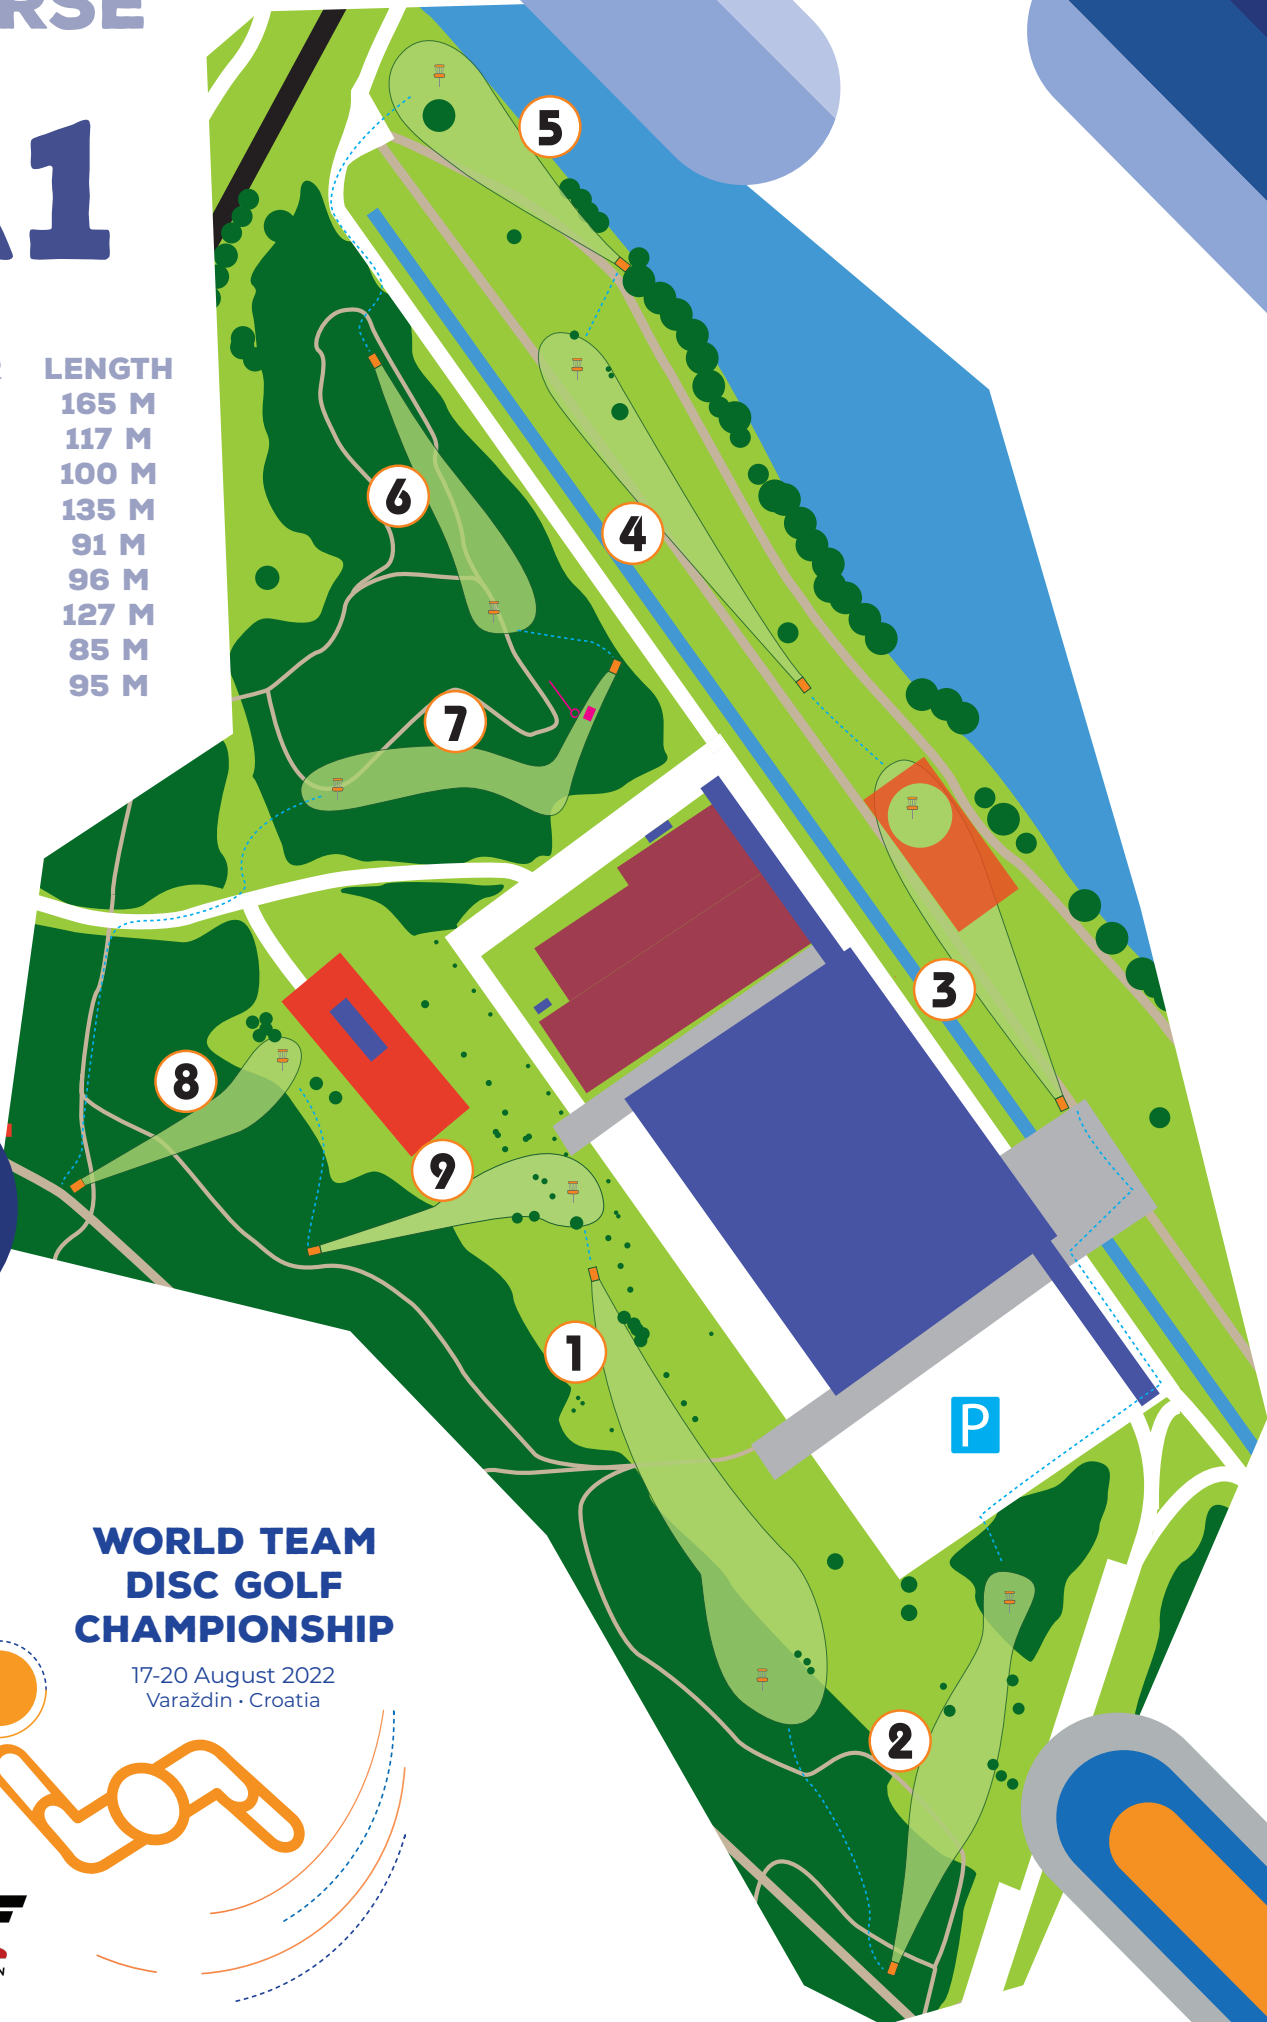 RSE
1
LENGTH
165 M
117 M
100 M
135 M
91 M
96 M
127 M
85 M
95 M
5
6
4
7
3
8
9
1
P
2
WORLD TEAM
DISC GOLF
CHAMPIONSHIP
17-20 August 2022
Varaždin • Croatia
N